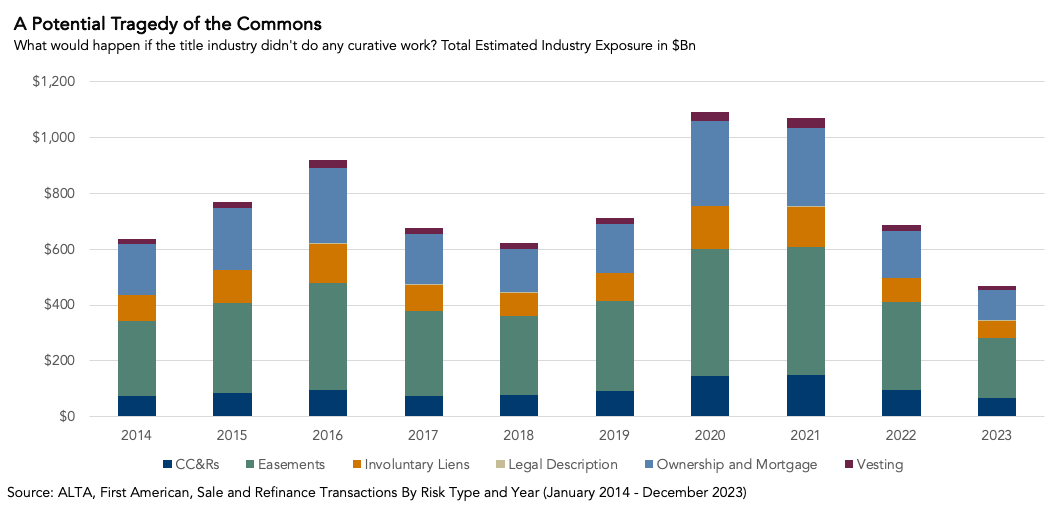 A Potential Tragedy of the Commons
What would happen if the title industry didn't do any curative work? Total Estimated Industry Exposure in $Bn
$1,200
$1,000
$800
$600
$400
$200
$0
2014 2015 2016 2017 2018 2019 2020 2021 2022 2023
CC&Rs Easements Involuntary Liens Legal Description Ownership and Mortgage Vesting
Source: ALTA, First American, Sale and Refinance Transactions By Risk Type and Year (January 2014 - December 2023)